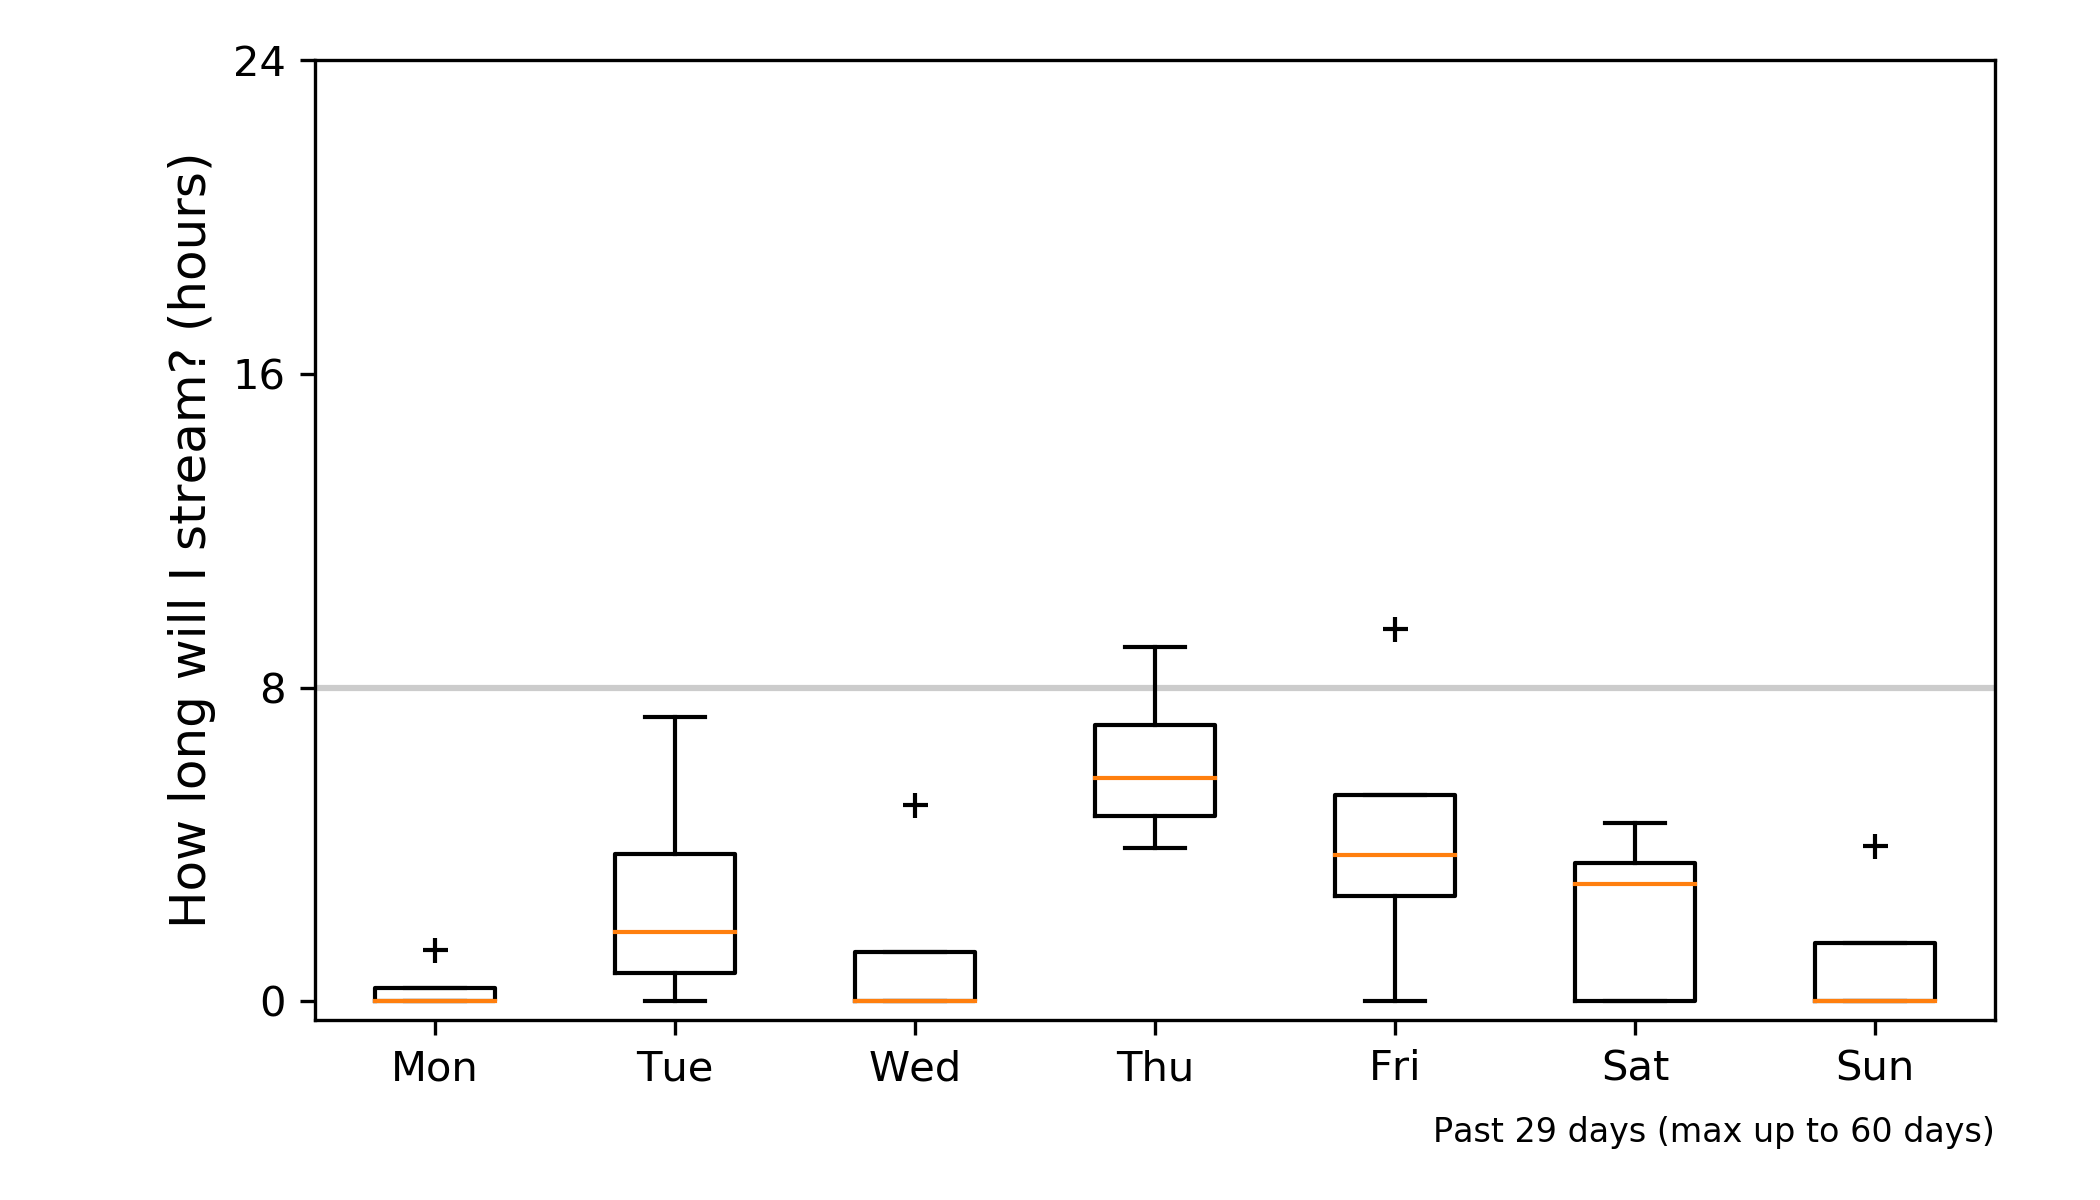 How long will I stream? (hours)
24
16
8
0
Mon Tue Wed Thu Fri Sat Sun
Past 29 days (max up to 60 days)